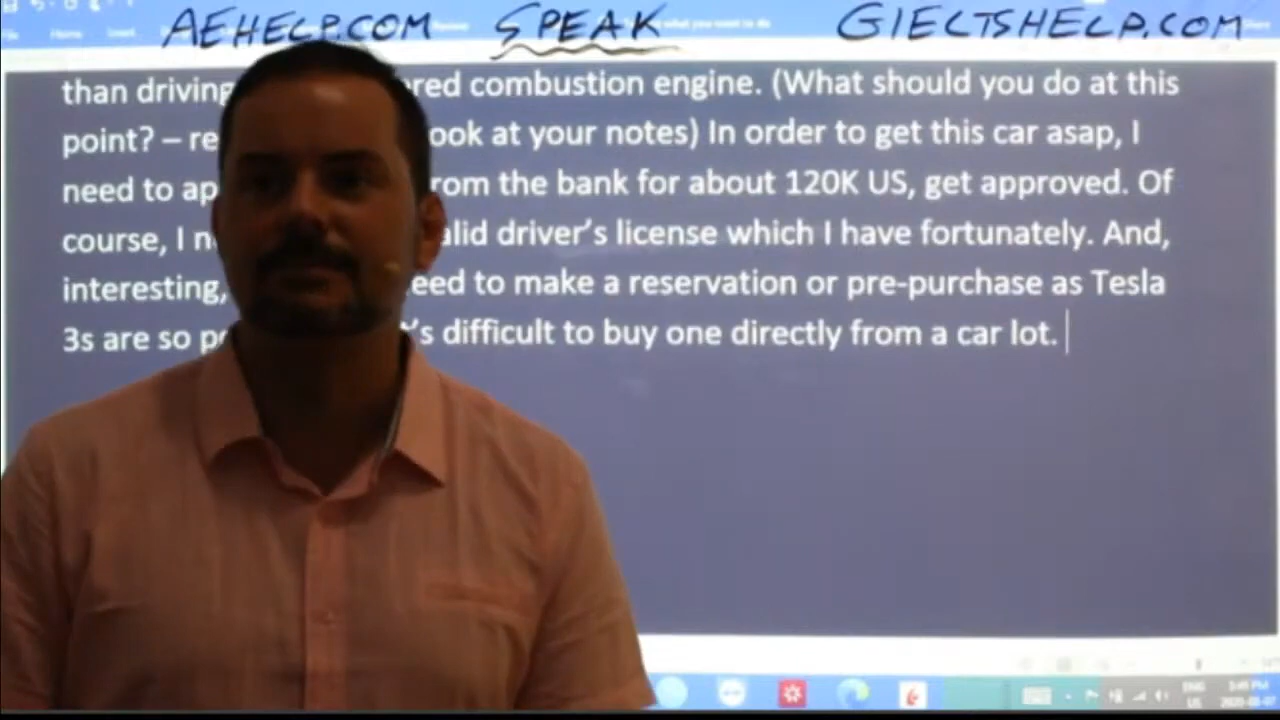 AEHELP.COM SPEAK GIELTSHELP.COM
than driving red combustion engine. (What should you do at this
point? – re ook at your notes) In order to get this car asap, I
need to ap rom the bank for about 120K US, get approved. Of
course, I n alid driver's license which I have fortunately. And,
interesting, eed to make a reservation or pre-purchase as Tesla
3s are so p 's difficult to buy one directly from a car lot.
ENG
US